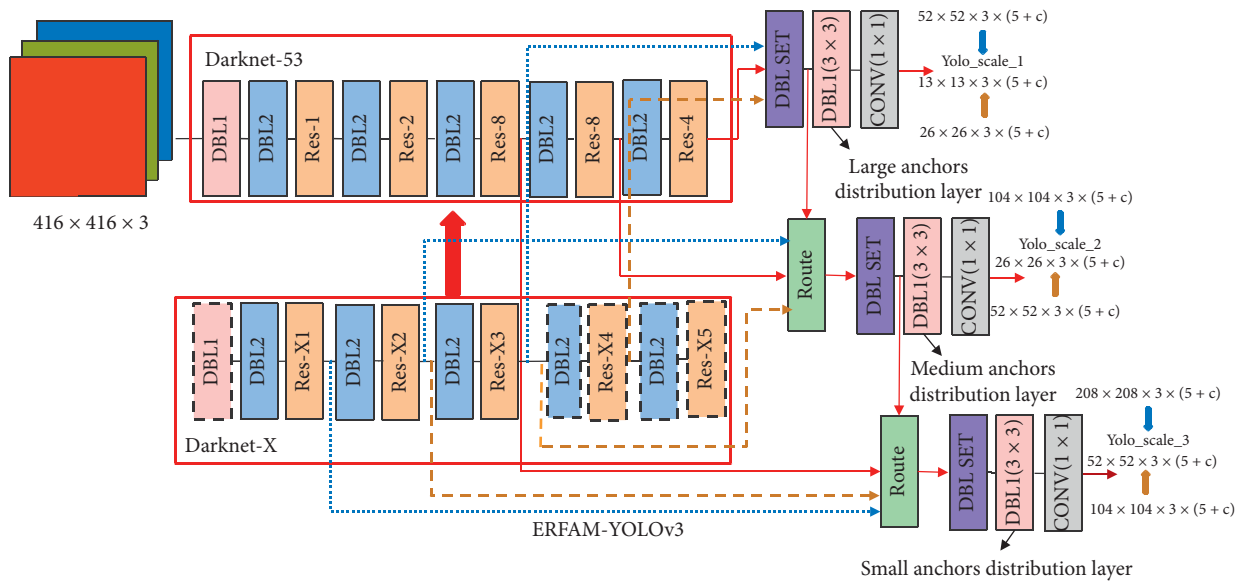 416 × 416 × 3
Darknet-53
DBL1
DBL2
Res-1
DBL2
Res-2
DBL2
Res-8
DBL2
Res-8
DBL2
Res-4
DBL SET
DBL1(3 × 3)
CONV(1 × 1)
52 × 52 × 3 × (5 + c)
Yolo_scale_1
13 × 13 × 3 × (5 + c)
26 × 26 × 3 × (5 + c)
Large anchors
distribution layer
Route
DBL SET
DBL1(3 × 3)
CONV(1 × 1)
104 × 104 × 3 × (5 + c)
Yolo_scale_2
26 × 26 × 3 × (5 + c)
52 × 52 × 3 × (5 + c)
Medium anchors
distribution layer
DBL1
DBL2
Res-X1
DBL2
Res-X2
DBL2
Res-X3
DBL2
Res-X4
DBL2
Res-X5
Darknet-X
Route
DBL SET
DBL1(3 × 3)
CONV(1 × 1)
208 × 208 × 3 × (5 + c)
Yolo_scale_3
52 × 52 × 3 × (5 + c)
104 × 104 × 3 × (5 + c)
ERFAM-YOLOv3
Small anchors distribution layer